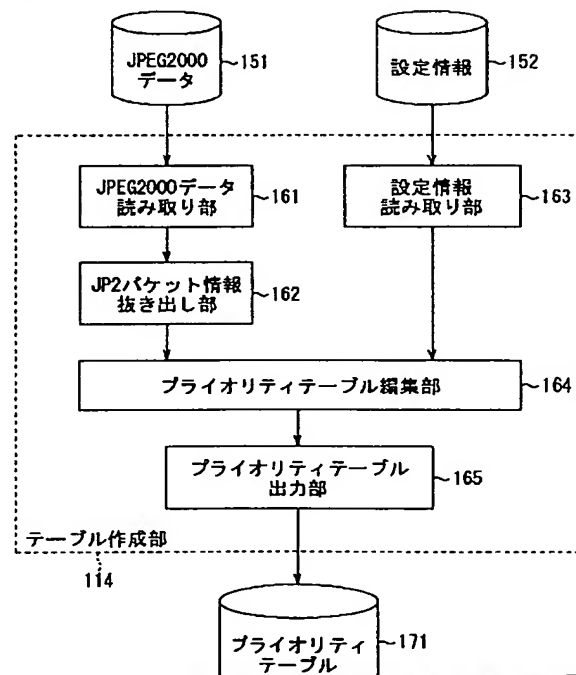 JPEG2000
データ
151
設定情報
152
JPEG2000データ
読み取り部
161
設定情報
読み取り部
163
JP2パケット情報
抜き出し部
162
プライオリティテーブル編集部
164
プライオリティテーブル
出力部
165
テーブル作成部
114
プライオリティ
テーブル
171